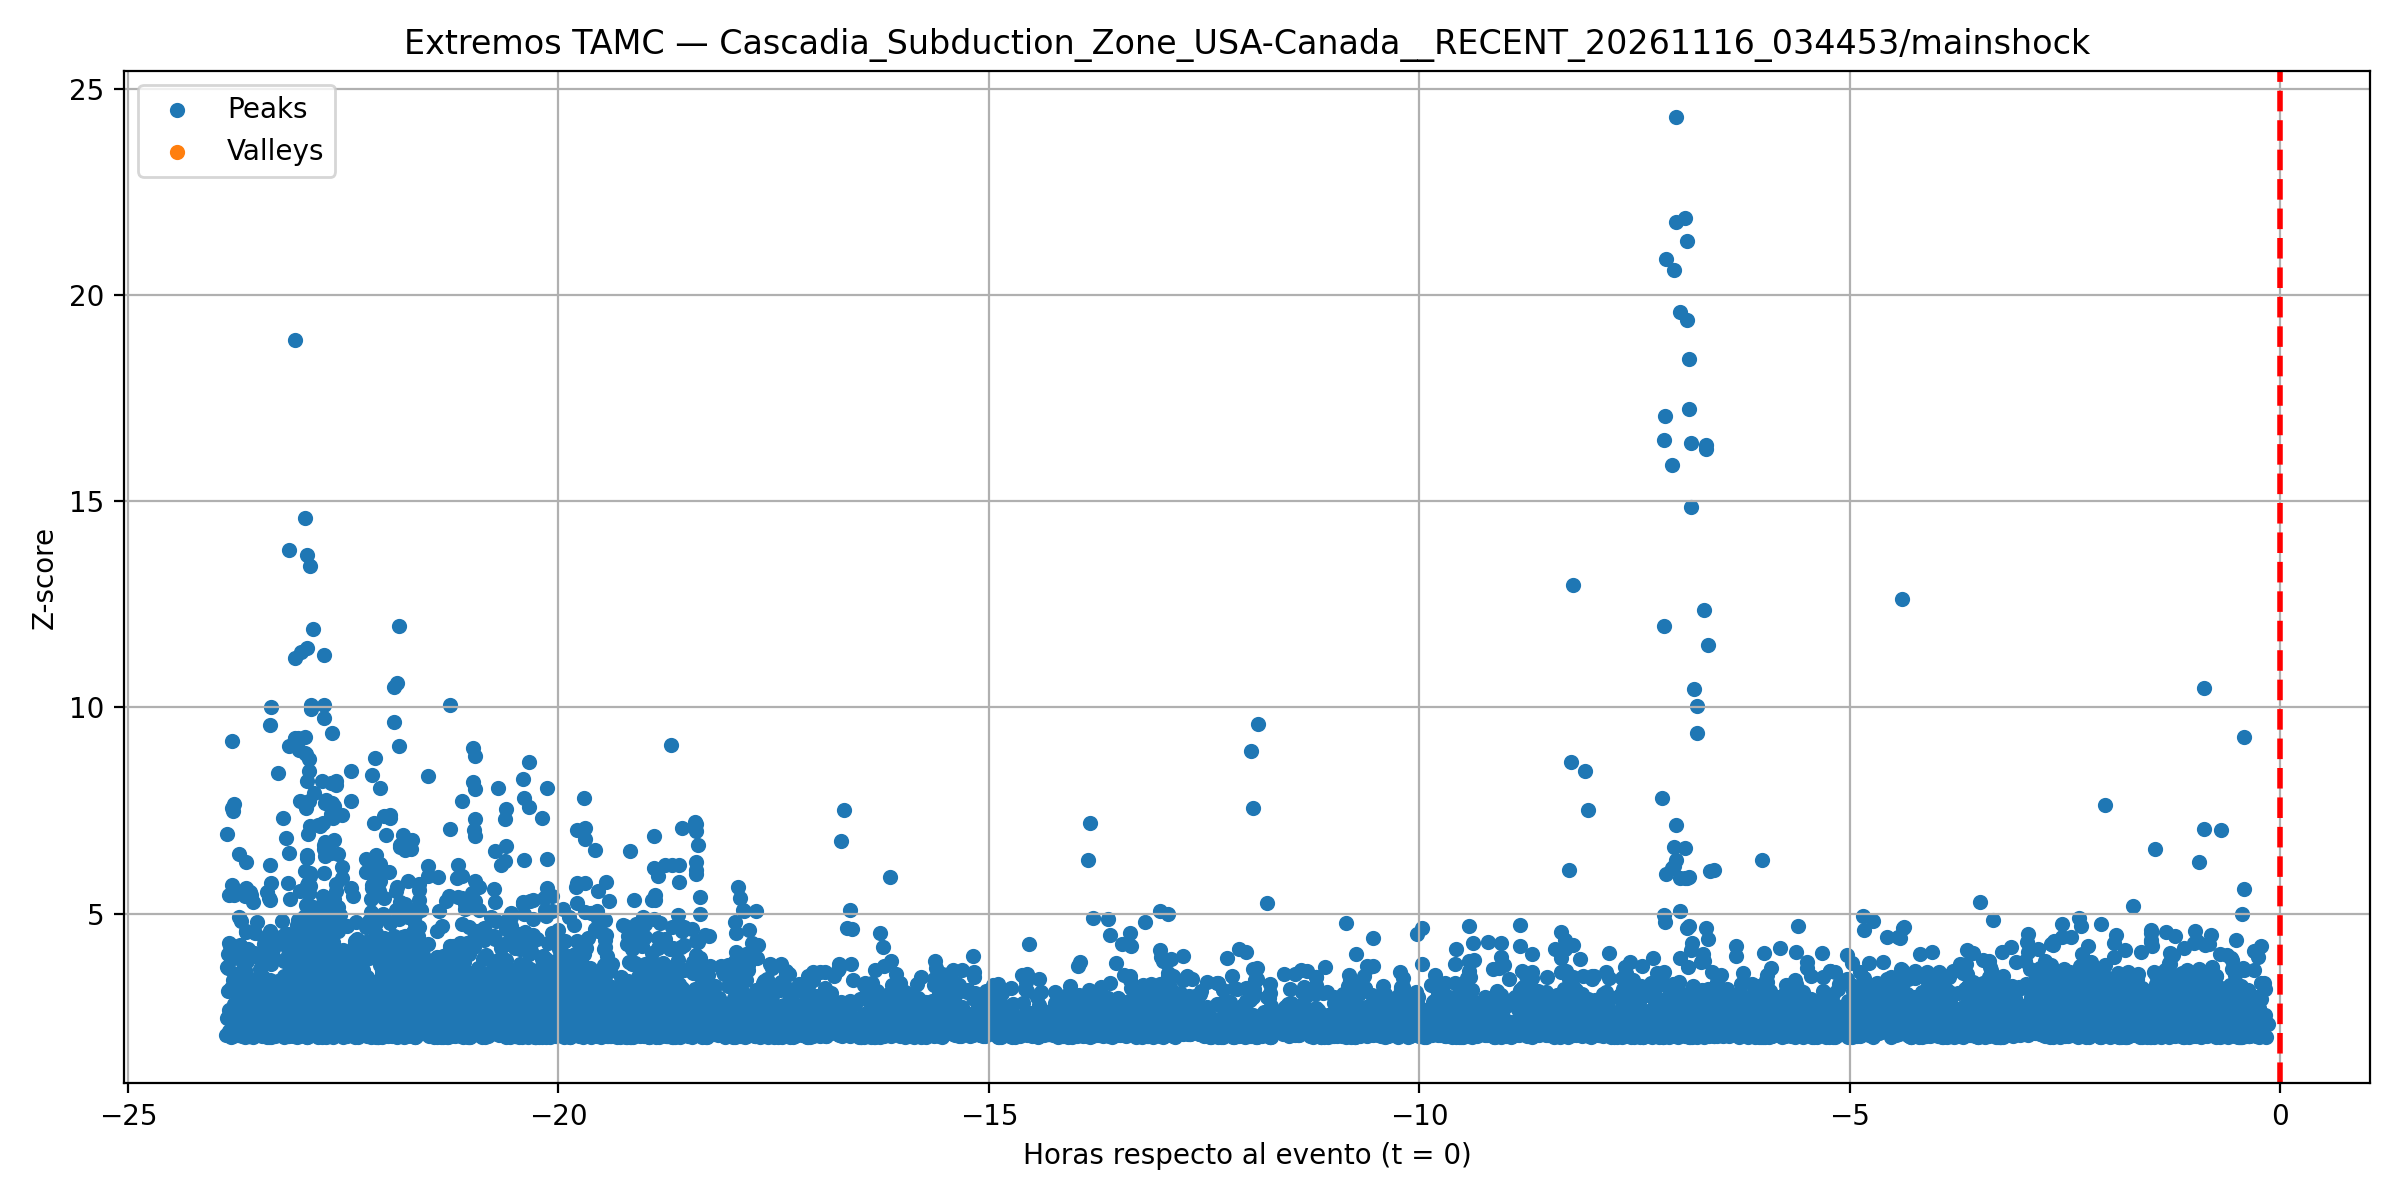 Extremos TAMC — Cascadia_Subduction_Zone_USA-Canada__RECENT_20261116_034453/mainshock
Peaks
Valleys
25
20
15
10
5
Z-score
−25
−20
−15
−10
−5
0
Horas respecto al evento (t = 0)